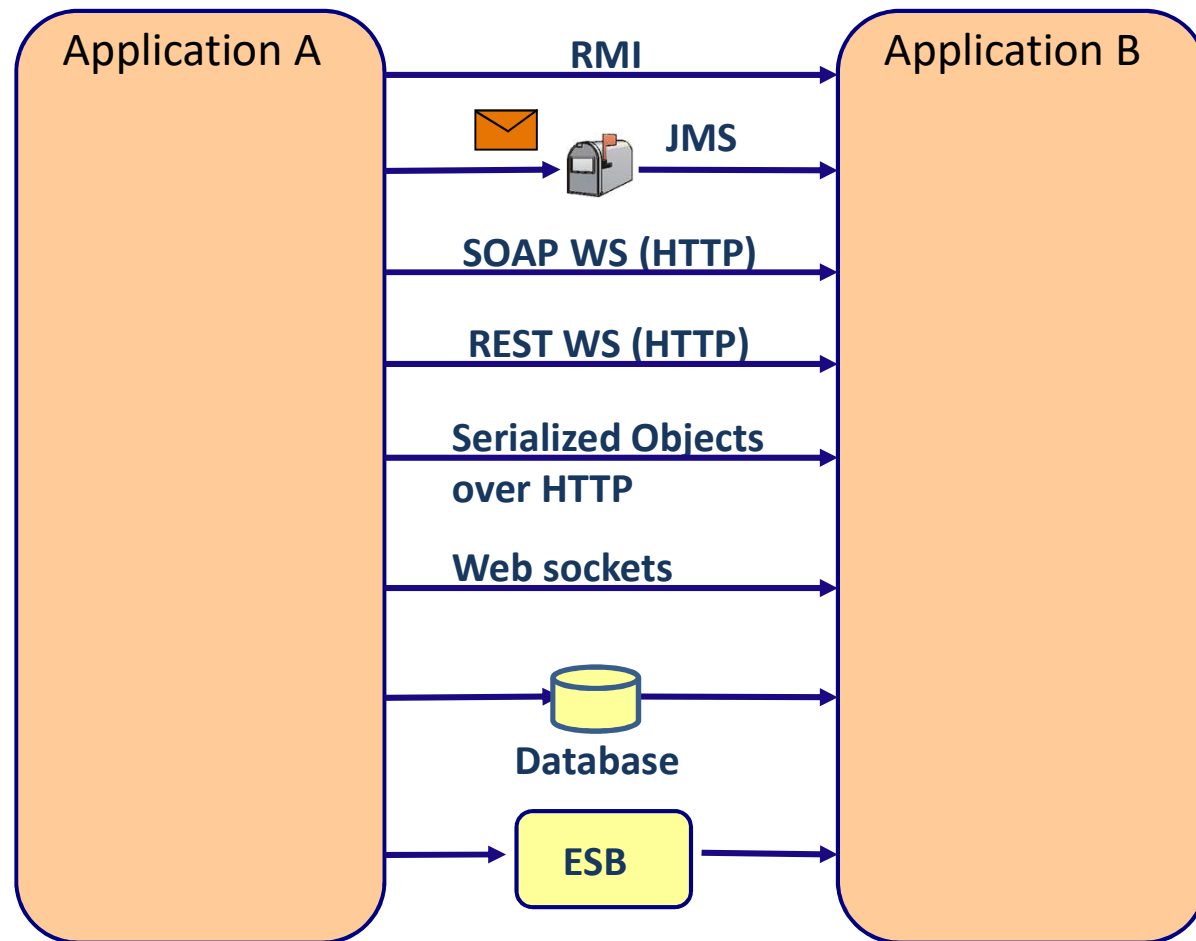 Application A
RMI
Application B
JMS
SOAP WS (HTTP)
REST WS (HTTP)
Serialized Objects
over HTTP
Web sockets
Database
ESB